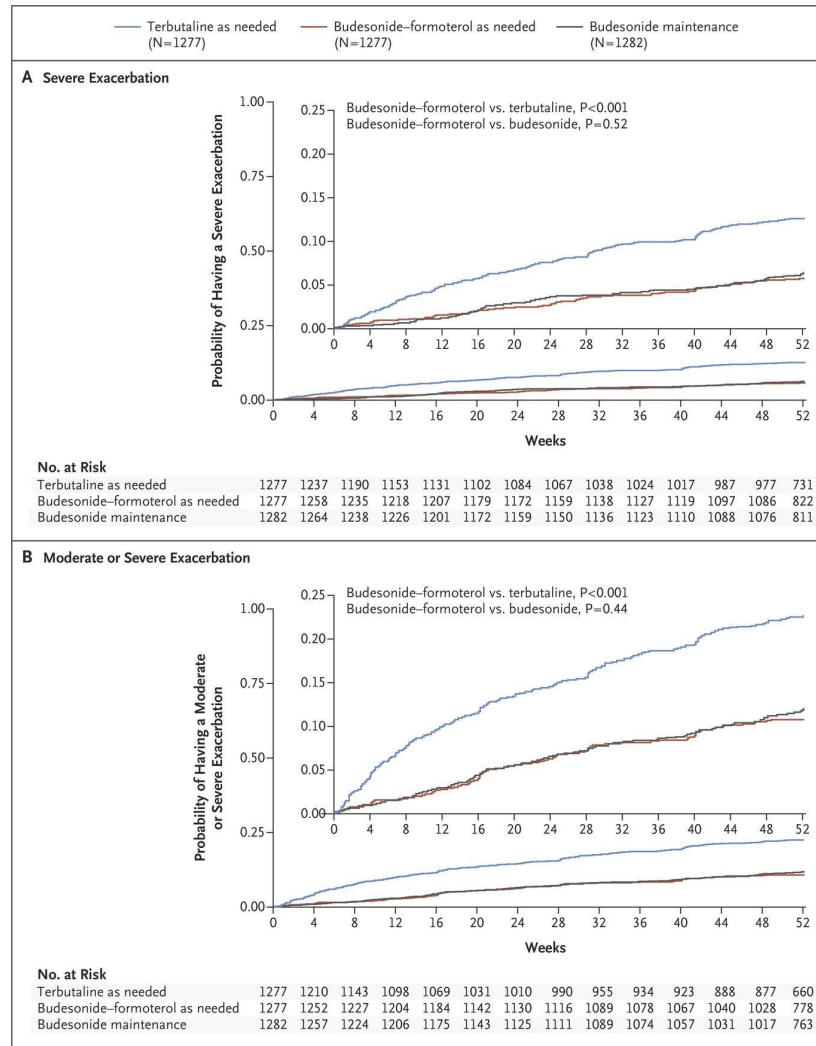 Terbutaline as needed (N=1277)
Budesonide–formoterol as needed (N=1277)
Budesonide maintenance (N=1282)
A Severe Exacerbation
Probability of Having a Severe Exacerbation
1.00
0.75
0.50
0.25
0.00
0.25
0.20
0.15
0.10
0.05
0.00
Budesonide–formoterol vs. terbutaline, P<0.001
Budesonide–formoterol vs. budesonide, P=0.52
0 4 8 12 16 20 24 28 32 36 40 44 48 52
0 4 8 12 16 20 24 28 32 36 40 44 48 52
Weeks
No. at Risk
Terbutaline as needed 1277 1237 1190 1153 1131 1102 1084 1067 1038 1024 1017 987 977 731
Budesonide–formoterol as needed 1277 1258 1235 1218 1207 1179 1172 1159 1138 1127 1119 1097 1086 822
Budesonide maintenance 1282 1264 1238 1226 1201 1172 1159 1150 1136 1123 1110 1088 1076 811
B Moderate or Severe Exacerbation
Probability of Having a Moderate
or Severe Exacerbation
1.00
0.75
0.50
0.25
0.00
0.25
0.20
0.15
0.10
0.05
0.00
Budesonide–formoterol vs. terbutaline, P<0.001
Budesonide–formoterol vs. budesonide, P=0.44
0 4 8 12 16 20 24 28 32 36 40 44 48 52
0 4 8 12 16 20 24 28 32 36 40 44 48 52
Weeks
No. at Risk
Terbutaline as needed 1277 1210 1143 1098 1069 1031 1010 990 955 934 923 888 877 660
Budesonide–formoterol as needed 1277 1252 1227 1204 1184 1142 1130 1116 1089 1078 1067 1040 1028 778
Budesonide maintenance 1282 1257 1224 1206 1175 1143 1125 1111 1089 1074 1057 1031 1017 763